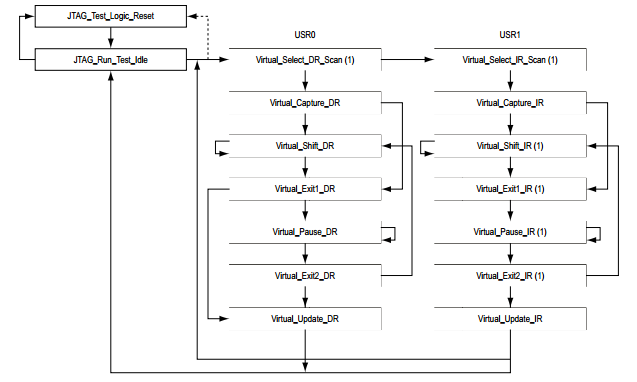 JTAG_Test_Logic_Reset
JTAG_Run_Test_Idle
USR0
Virtual_Select_DR_Scan (1)
Virtual_Capture_DR
Virtual_Shift_DR
Virtual_Exit1_DR
Virtual_Pause_DR
Virtual_Exit2_DR
Virtual_Update_DR
USR1
Virtual_Select_IR_Scan (1)
Virtual_Capture_IR
Virtual_Shift_IR (1)
Virtual_Exit1_IR (1)
Virtual_Pause_IR (1)
Virtual_Exit2_IR (1)
Virtual_Update_IR